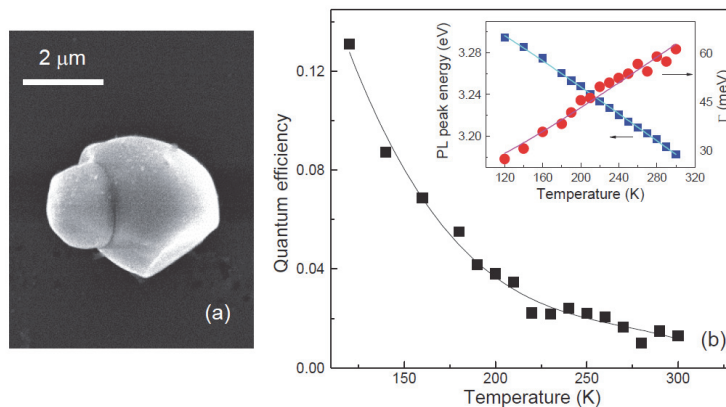 2 μm
(a)
Quantum efficiency
0.12
0.08
0.04
0.00
150
200
250
300
Temperature (K)
(b)
PL peak energy (eV)
3.28
3.24
3.20
60
45
30
Γ (meV)
120 160 200 240 280 320
Temperature (K)